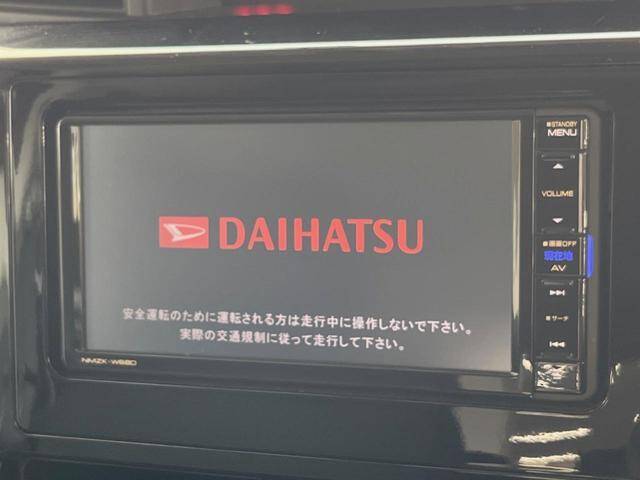 DAIHATSU
安全運転のために運転される方は走行中に操作しないで下さい。
実際の交通規制に従って走行して下さい。
NMZK-W68D
■STANDBY
MENU
VOLUME
■画面OFF
現在地
AV
■サーチ